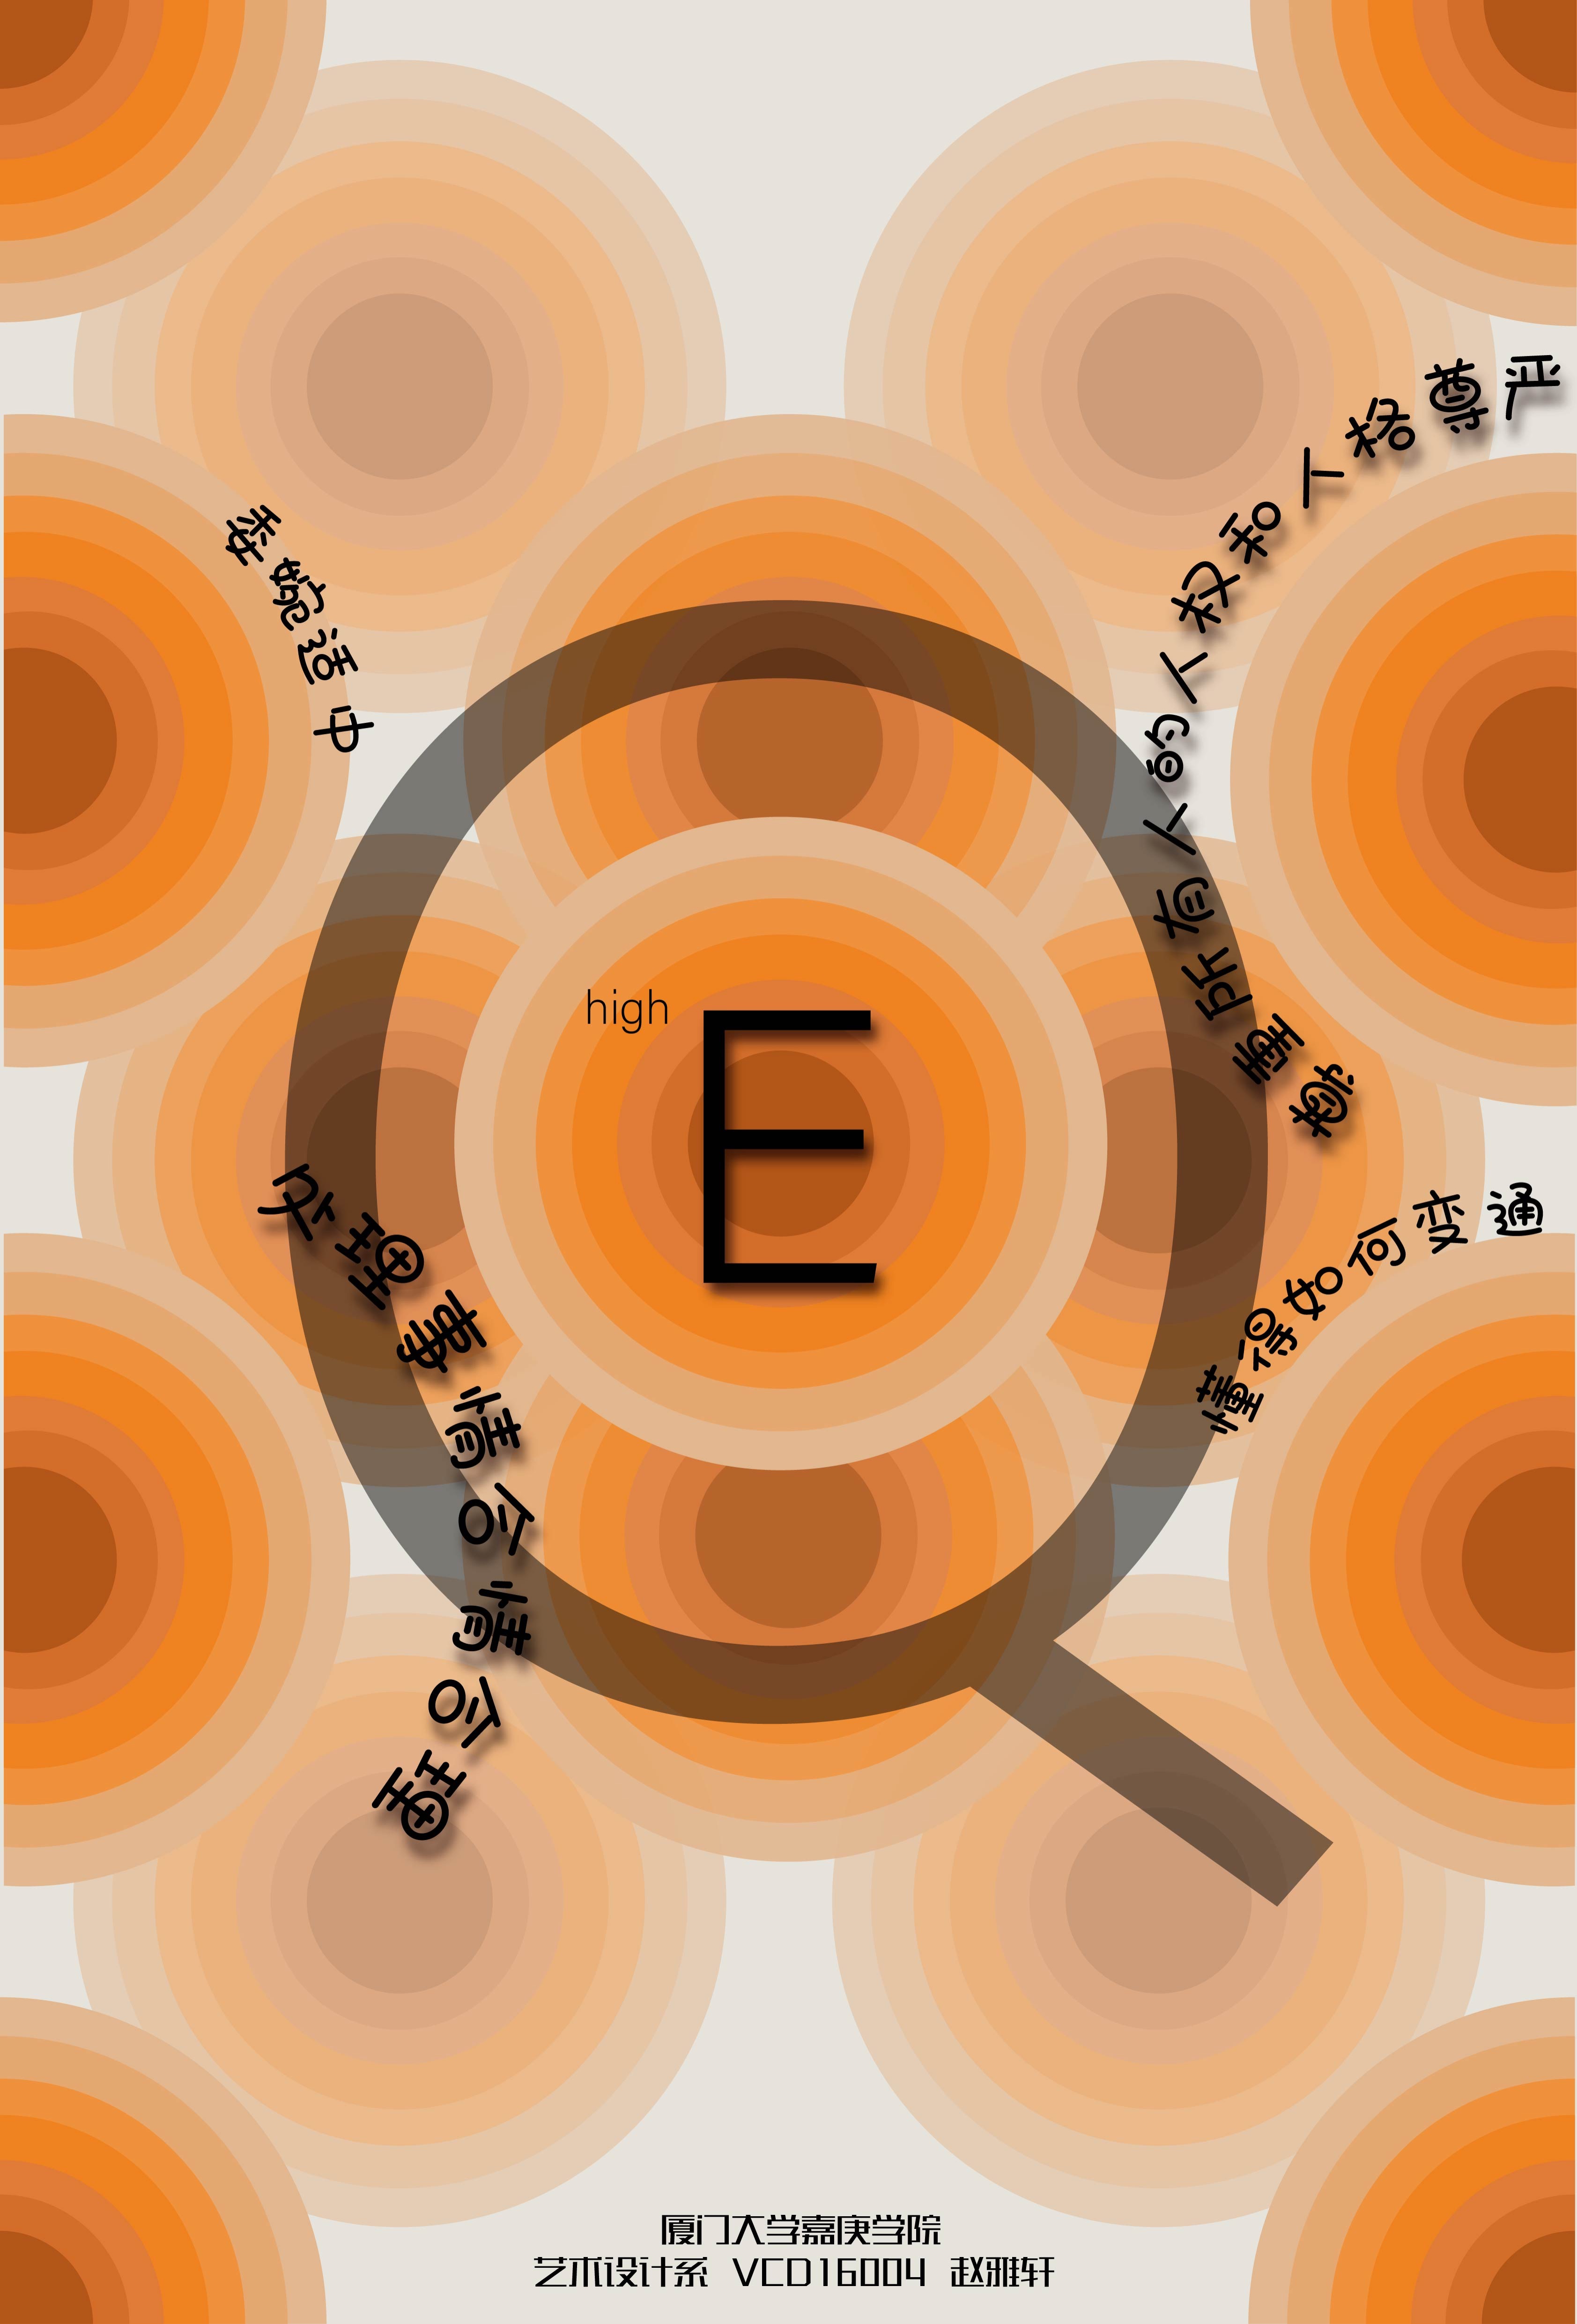 尊重所有人的人权和人格尊严
委婉适中
high
E
处理事情合情合理
懂得如何变通
厦门大学嘉庚学院
艺术设计系 VCD16004 赵雅轩